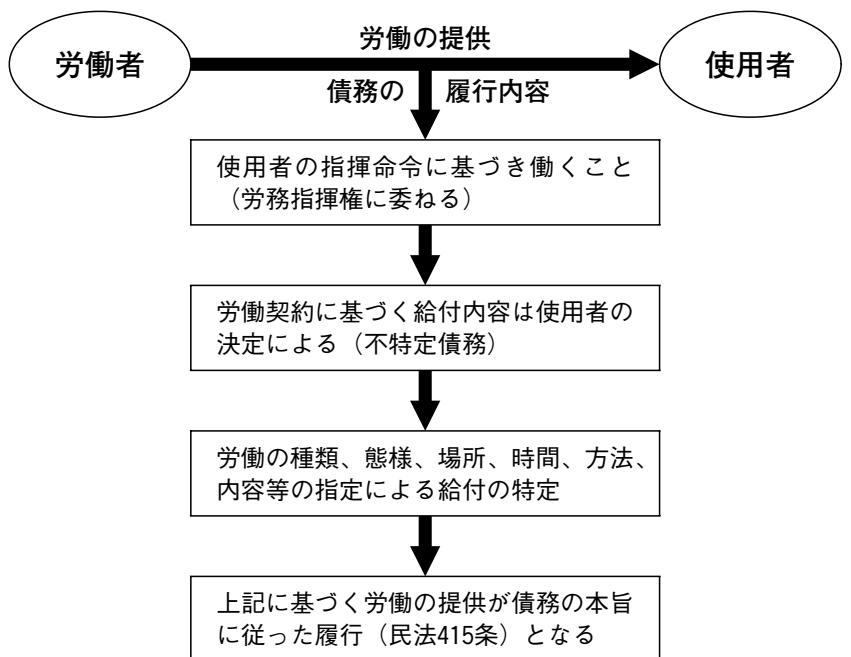 労働の提供
労働者
使用者
債務の 履行内容
使用者の指揮命令に基づき働くこと
（労務指揮権に委ねる）
労働契約に基づく給付内容は使用者の
決定による（不特定債務）
労働の種類、態様、場所、時間、方法、
内容等の指定による給付の特定
上記に基づく労働の提供が債務の本旨
に従った履行（民法415条）となる